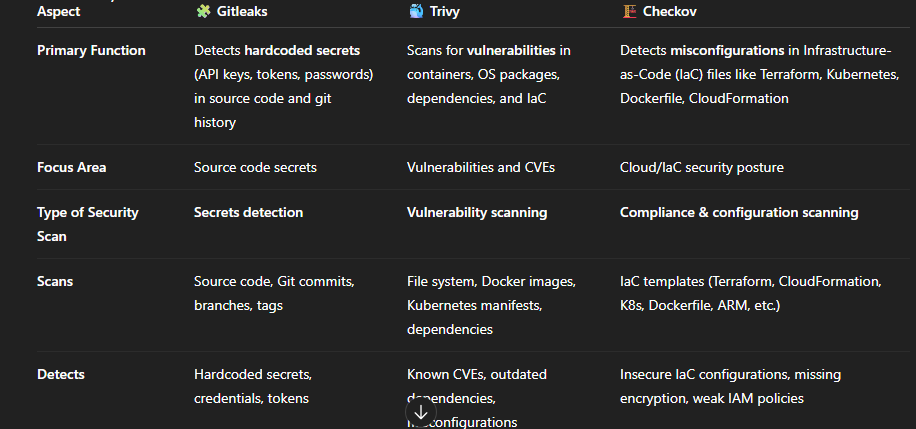 Aspect
Gitleaks
Trivy
Checkov
Primary Function
Detects hardcoded secrets
(API keys, tokens, passwords)
in source code and git
history
Scans for vulnerabilities in
containers, OS packages,
dependencies, and IaC
Detects misconfigurations in Infrastructure-
as-Code (IaC) files like Terraform, Kubernetes,
Dockerfile, CloudFormation
Focus Area
Source code secrets
Vulnerabilities and CVEs
Cloud/IaC security posture
Type of Security
Scan
Secrets detection
Vulnerability scanning
Compliance & configuration scanning
Scans
Source code, Git commits,
branches, tags
File system, Docker images,
Kubernetes manifests,
dependencies
IaC templates (Terraform, CloudFormation,
K8s, Dockerfile, ARM, etc.)
Detects
Hardcoded secrets,
credentials, tokens
Known CVEs, outdated
dependencies,
misconfigurations
Insecure IaC configurations, missing
encryption, weak IAM policies